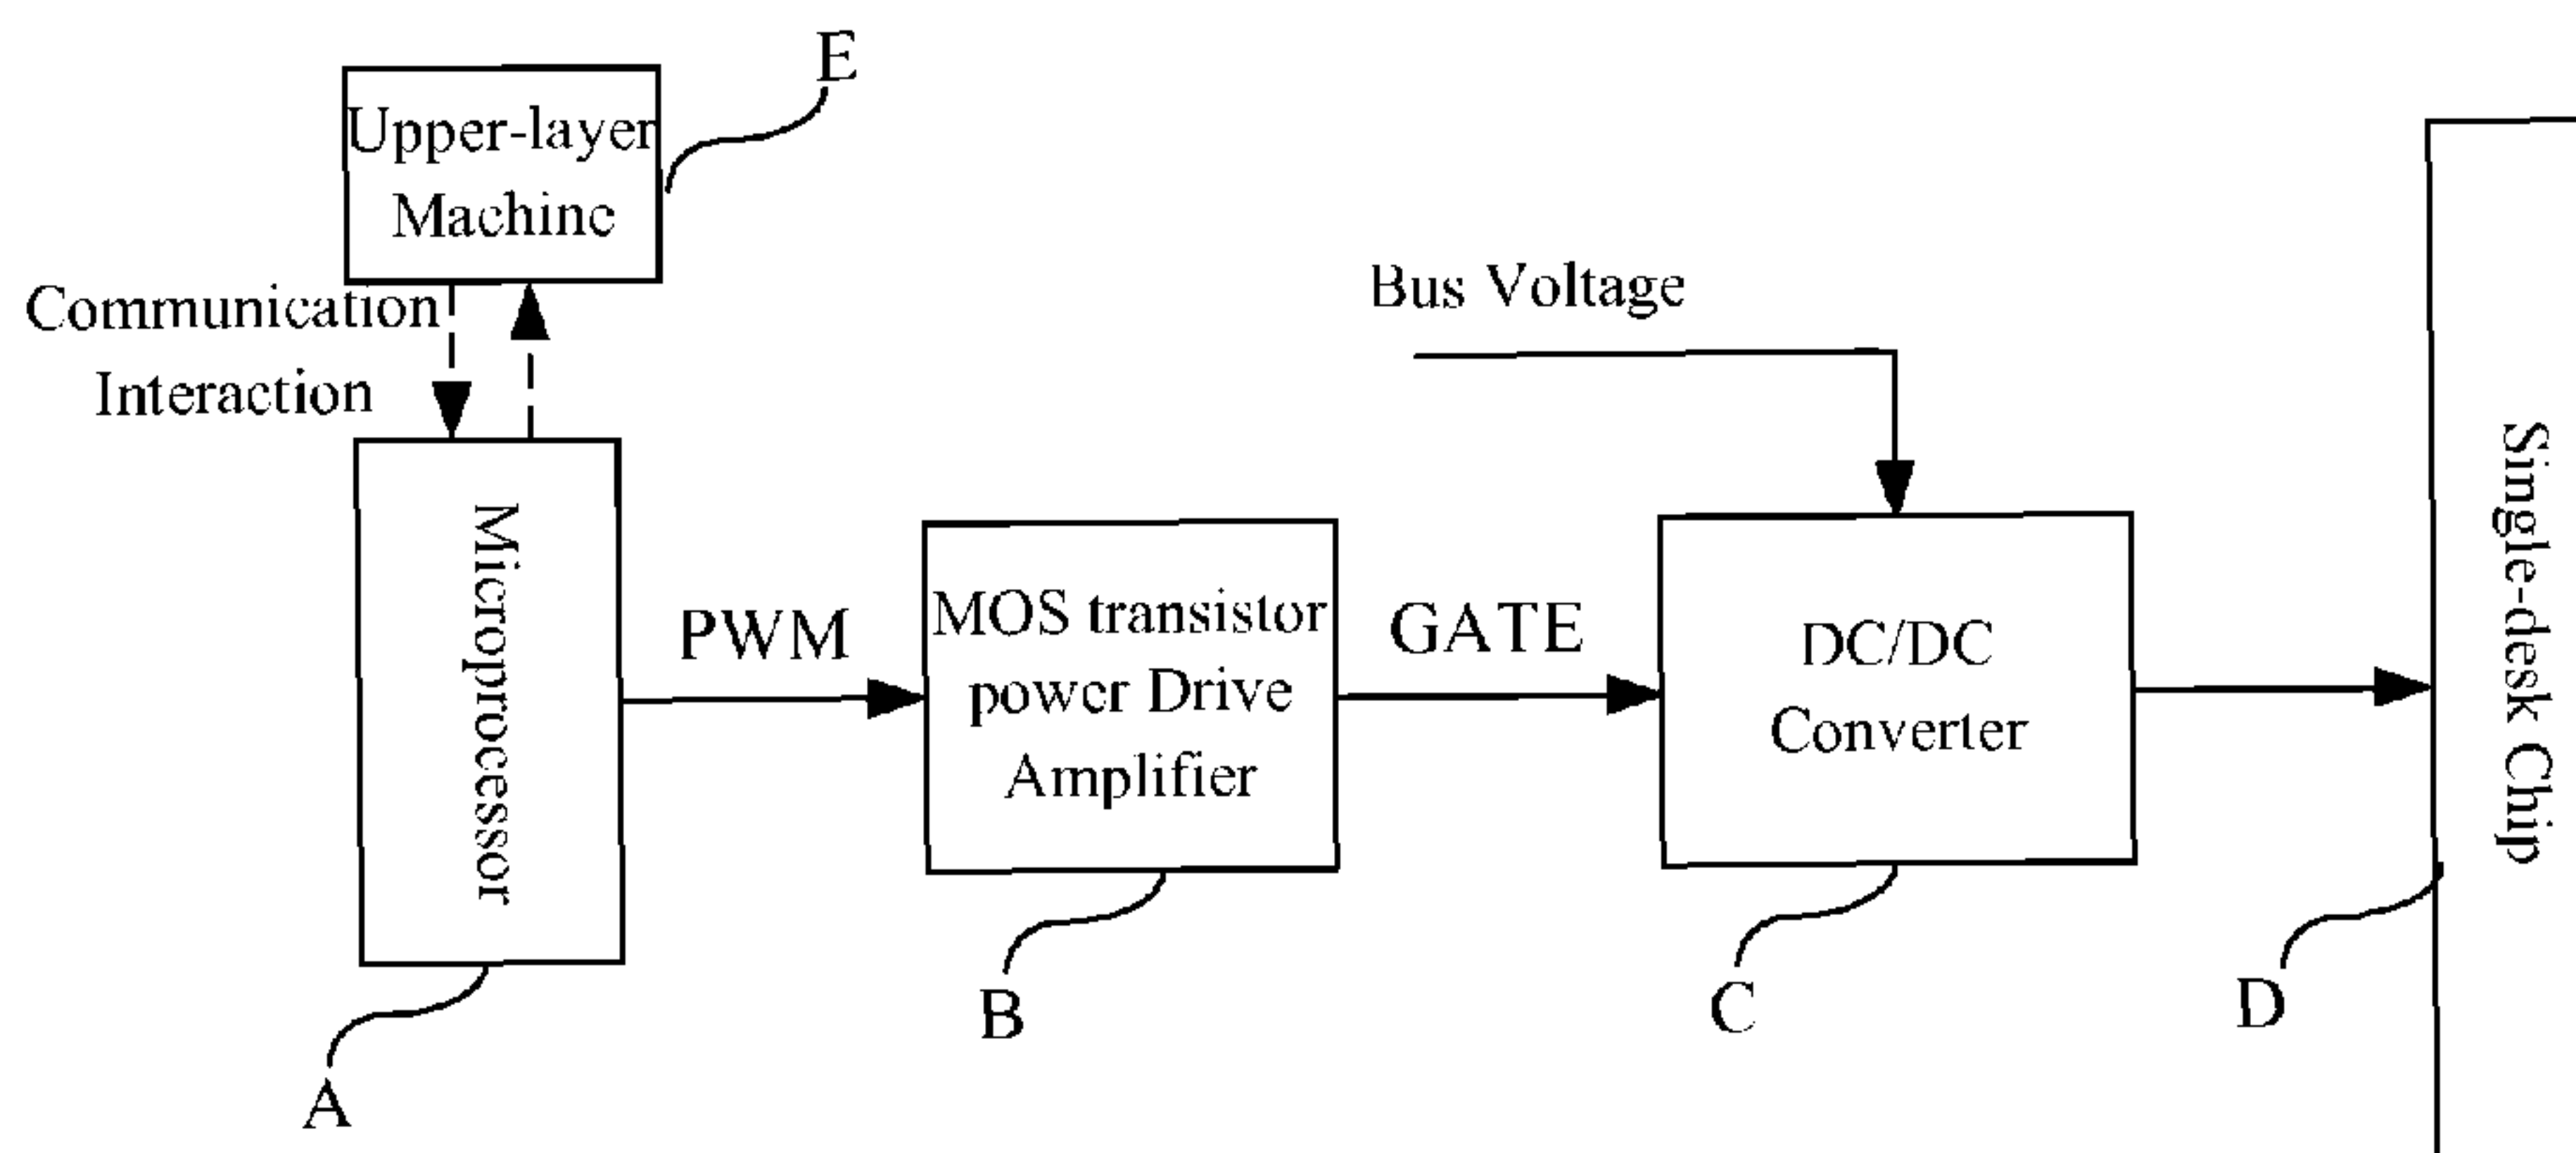 E
Upper-layer
Machine
Communication
Interaction
Bus Voltage
Microprocessor
PWM
MOS transistor
power Drive
Amplifier
GATE
DC/DC
Converter
Single-desk Chip
A
B
C
D